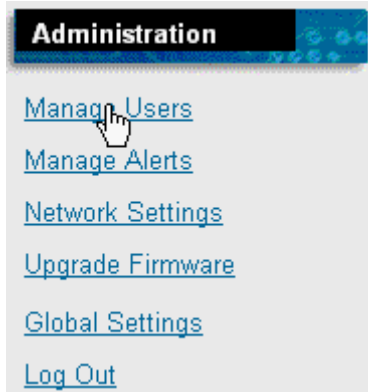 Administration
Manage Users
Manage Alerts
Network Settings
Upgrade Firmware
Global Settings
Log Out